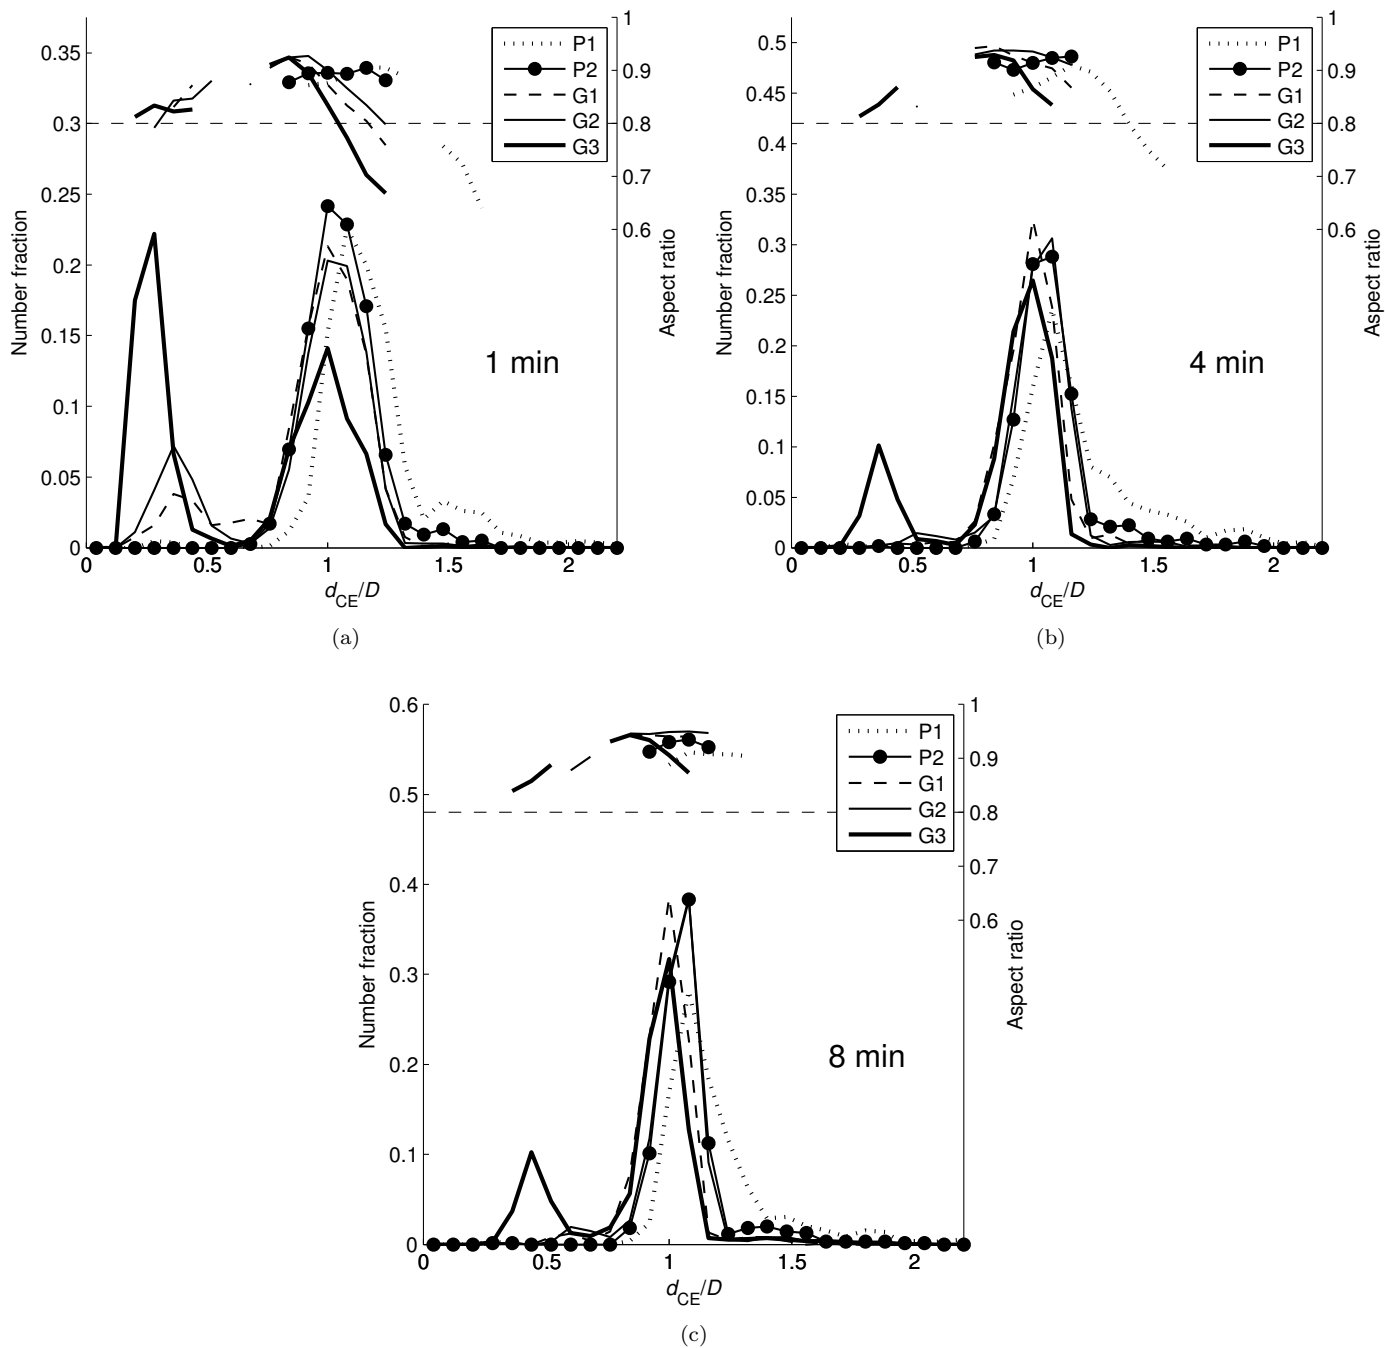 1
0.35
0.9
0.3
0.8
0.25
0.7
0.2
0.6
0.15
0.1
0.05
0
P1
P2
G1
G2
G3
Number fraction
Aspect ratio
1 min
0 0.5 1 1.5 2
d_CE/D
(a)
1
0.5
0.9
0.45
0.8
0.4
0.35
0.7
0.3
0.6
0.25
0.2
0.15
0.1
0.05
0
P1
P2
G1
G2
G3
Number fraction
Aspect ratio
4 min
0 0.5 1 1.5 2
d_CE/D
(b)
0.6
1
0.9
0.5
0.8
0.7
0.4
0.6
0.3
0.2
0.1
0
P1
P2
G1
G2
G3
Number fraction
Aspect ratio
8 min
0 0.5 1 1.5 2
d_CE/D
(c)